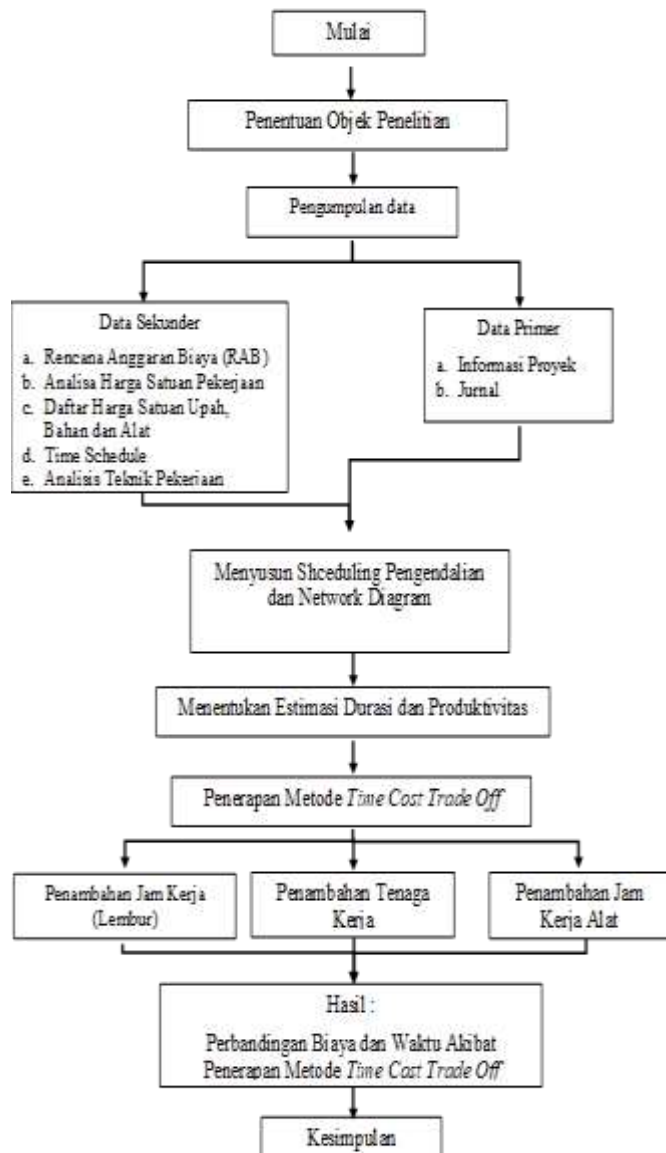 Mulai
Penentuan Objek Penelitian
Pengumpulan data
Data Sekunder
a. Rencana Anggaran Biaya (RAB)
b. Analisa Harga Satuan Pekerjaan
c. Daftar Harga Satuan Upah,
Bahan dan Alat
d. Time Schedule
e. Analisis Teknik Pekerjaan
Data Primer
a. Informasi Proyek
b. Jurnal
Menyusun Shceduling Pengendalian
dan Network Diagram
Menentukan Estimasi Durasi dan Produktivitas
Penerapan Metode Time Cost Trade Off
Penambahan Jam Kerja
(Lembur)
Penambahan Tenaga
Kerja
Penambahan Jam
Kerja Alat
Hasil :
Perbandingan Biaya dan Waktu Akibat
Penerapan Metode Time Cost Trade Off
Kesimpulan